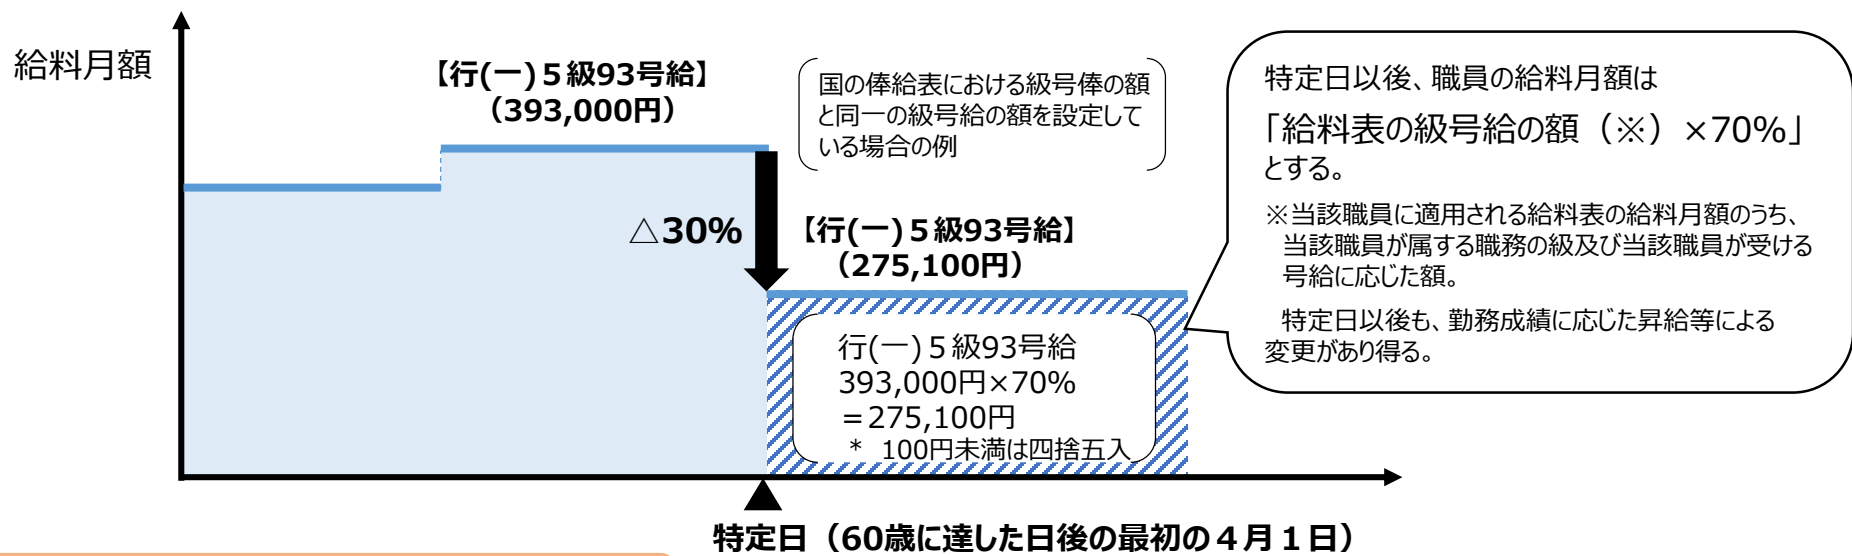 給料月額
【行(一)５級93号給】
（393,000円）
国の俸給表における級号俸の額
と同一の級号給の額を設定して
いる場合の例
△30%
【行(一)５級93号給】
（275,100円）
行(一)５級93号給
393,000円×70%
＝275,100円
* 100円未満は四捨五入
特定日以後、職員の給料月額は
「給料表の級号給の額（※）×70%」
とする。
※当該職員に適用される給料表の給料月額のうち、
当該職員が属する職務の級及び当該職員が受ける
号給に応じた額。
特定日以後も、勤務成績に応じた昇給等による
変更があり得る。
特定日（60歳に達した日後の最初の４月１日）